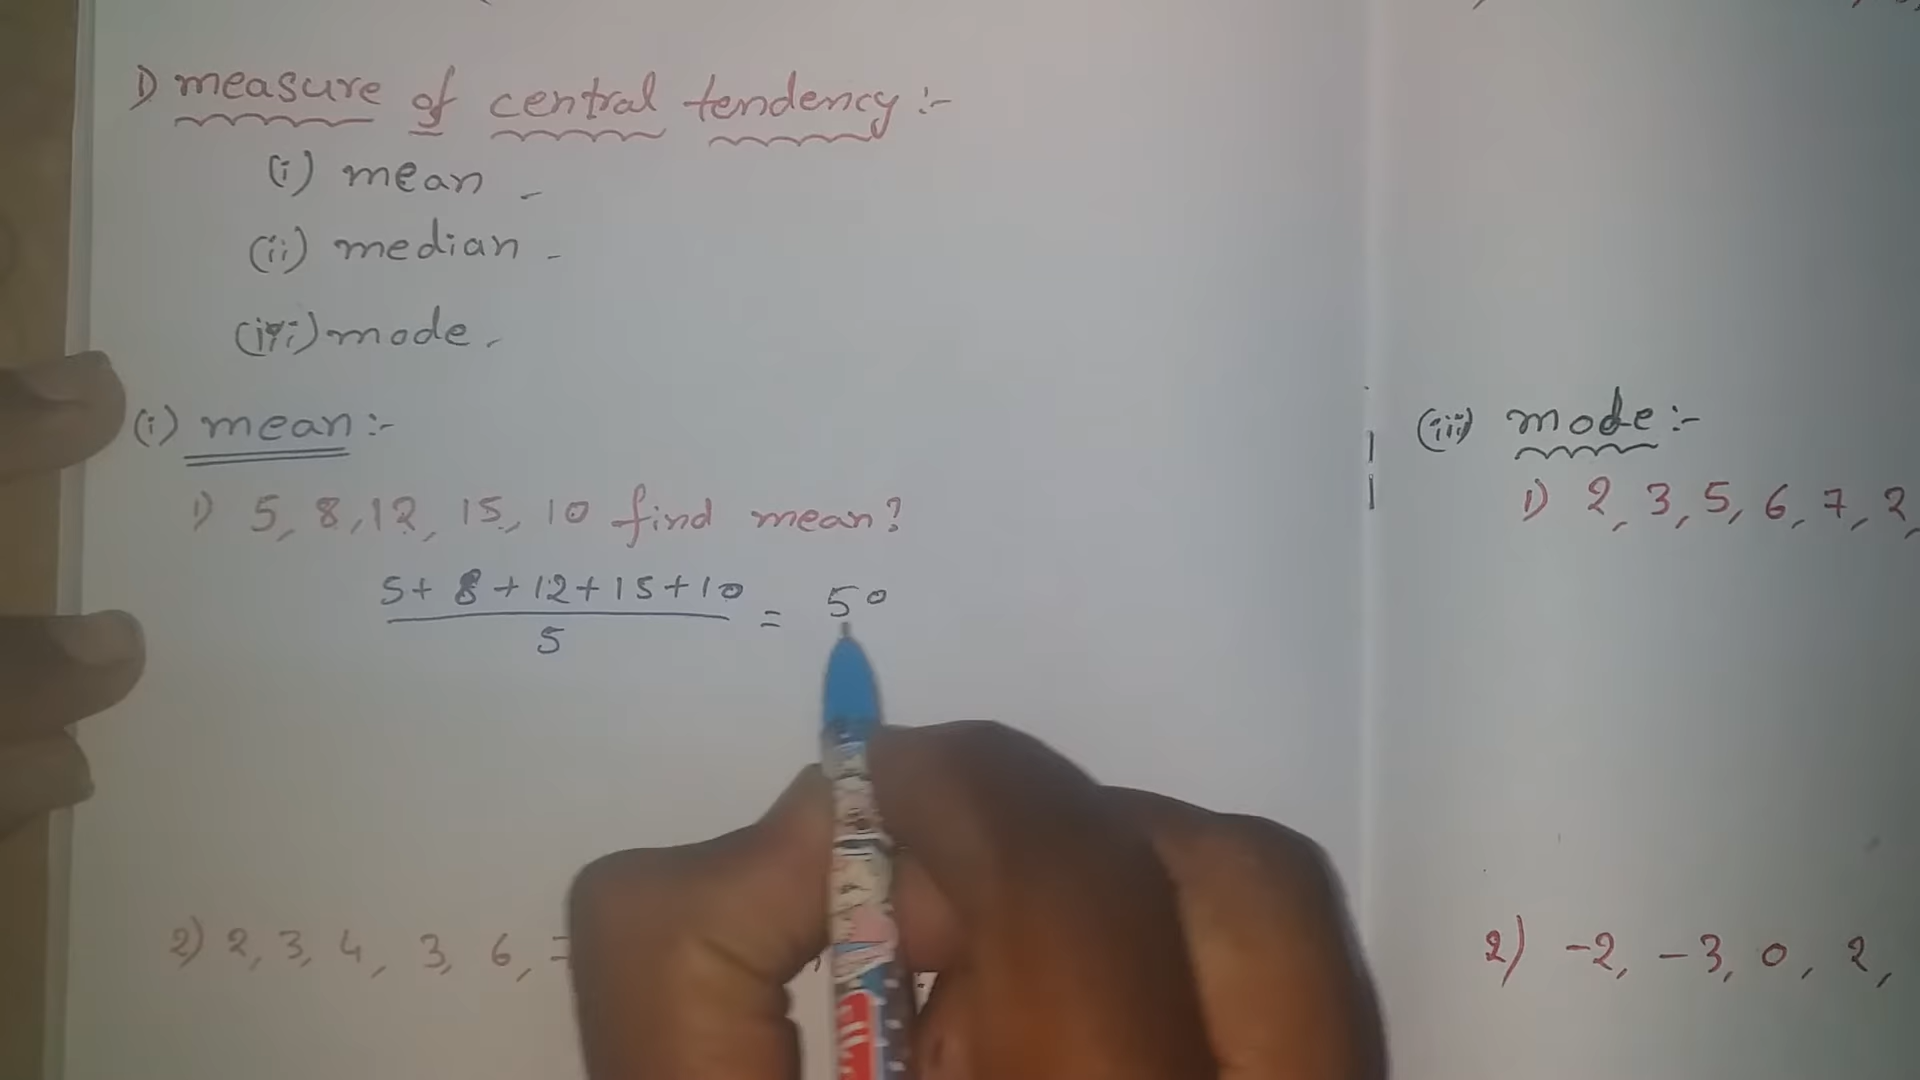 1) measure of central tendency :-
(i) mean -
(ii) median -
(iii) mode.
(i) mean :-
1) 5, 8, 12, 15, 10 find mean?
5+ 8 +12+15+10
5
= 50
2) 2, 3, 4, 3, 6,
(iii) mode :-
1) 2, 3, 5, 6, 7, 2,
2) -2, -3, 0, 2,